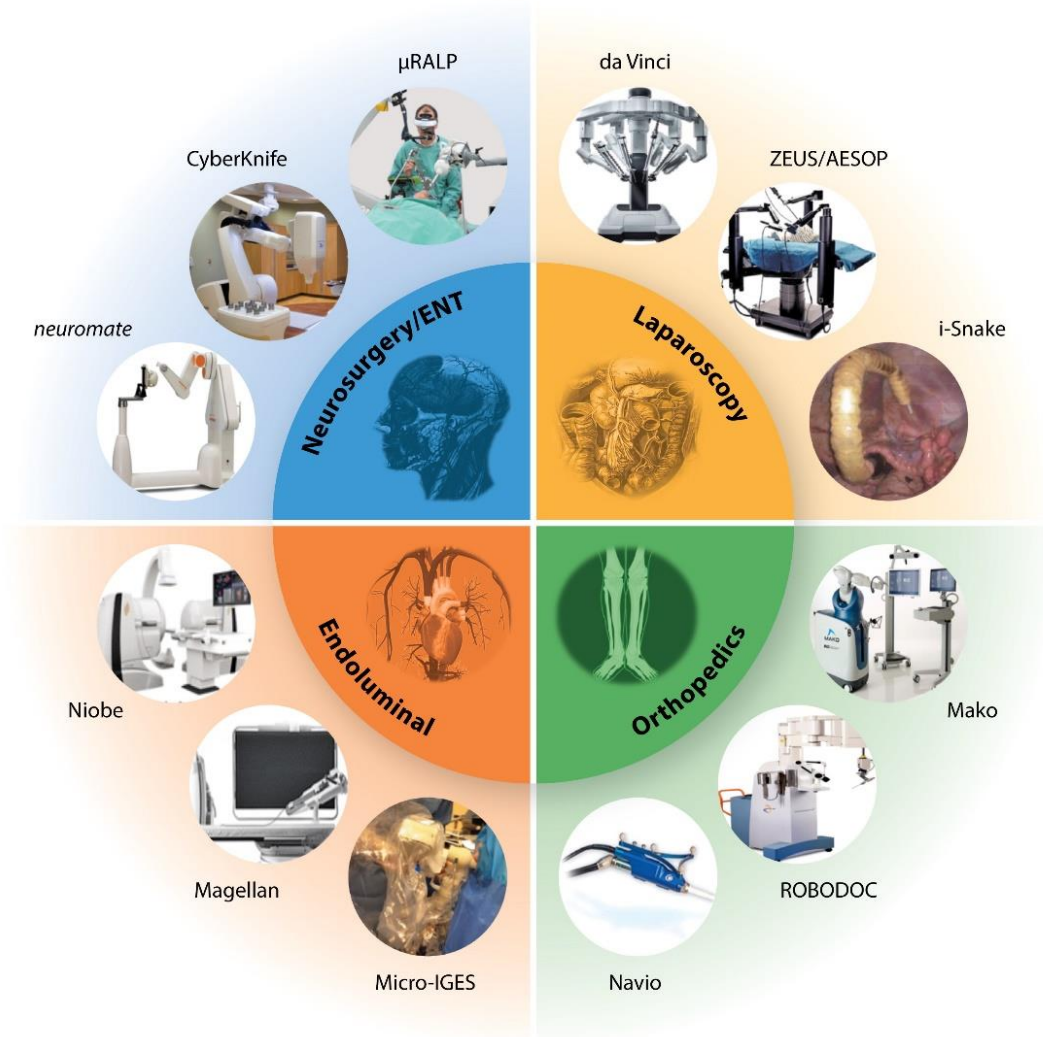 µRALP
da Vinci
CyberKnife
ZEUS/AESOP
neuromate
i-Snake
Neurosurgery/ENT
Laparoscopy
Endoluminal
Orthopedics
MAKO
Niobe
Mako
Magellan
ROBODOC
Micro-IGES
Navio